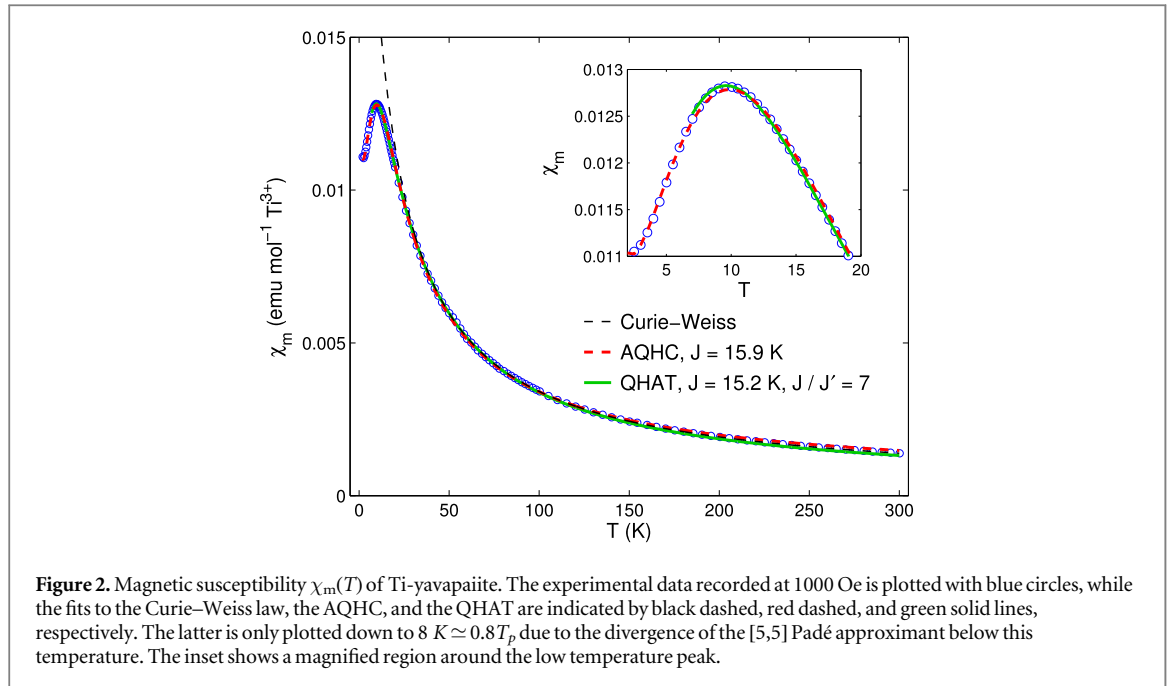 0.015
0.01
0.005
0
χm (emu mol−1 Ti3+)
0 50 100 150 200 250 300
T (K)
0.013
0.0125
0.012
0.0115
0.011
χm
5 10 15 20
T
Curie−Weiss
AQHC, J = 15.9 K
QHAT, J = 15.2 K, J / J′ = 7
Figure 2. Magnetic susceptibility χm(T) of Ti-yavapaiite. The experimental data recorded at 1000 Oe is plotted with blue circles, while
the fits to the Curie–Weiss law, the AQHC, and the QHAT are indicated by black dashed, red dashed, and green solid lines,
respectively. The latter is only plotted down to 8 K ≃ 0.8Tp due to the divergence of the [5,5] Padé approximant below this
temperature. The inset shows a magnified region around the low temperature peak.